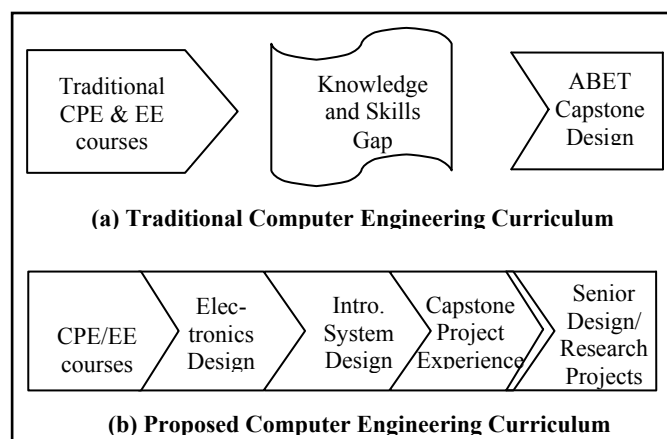 Traditional
CPE & EE
courses
Knowledge
and Skills
Gap
ABET
Capstone
Design
(a) Traditional Computer Engineering Curriculum
CPE/EE
courses
Elec-
tronics
Design
Intro.
System
Design
Capstone
Project
Experience
Senior
Design/
Research
Projects
(b) Proposed Computer Engineering Curriculum